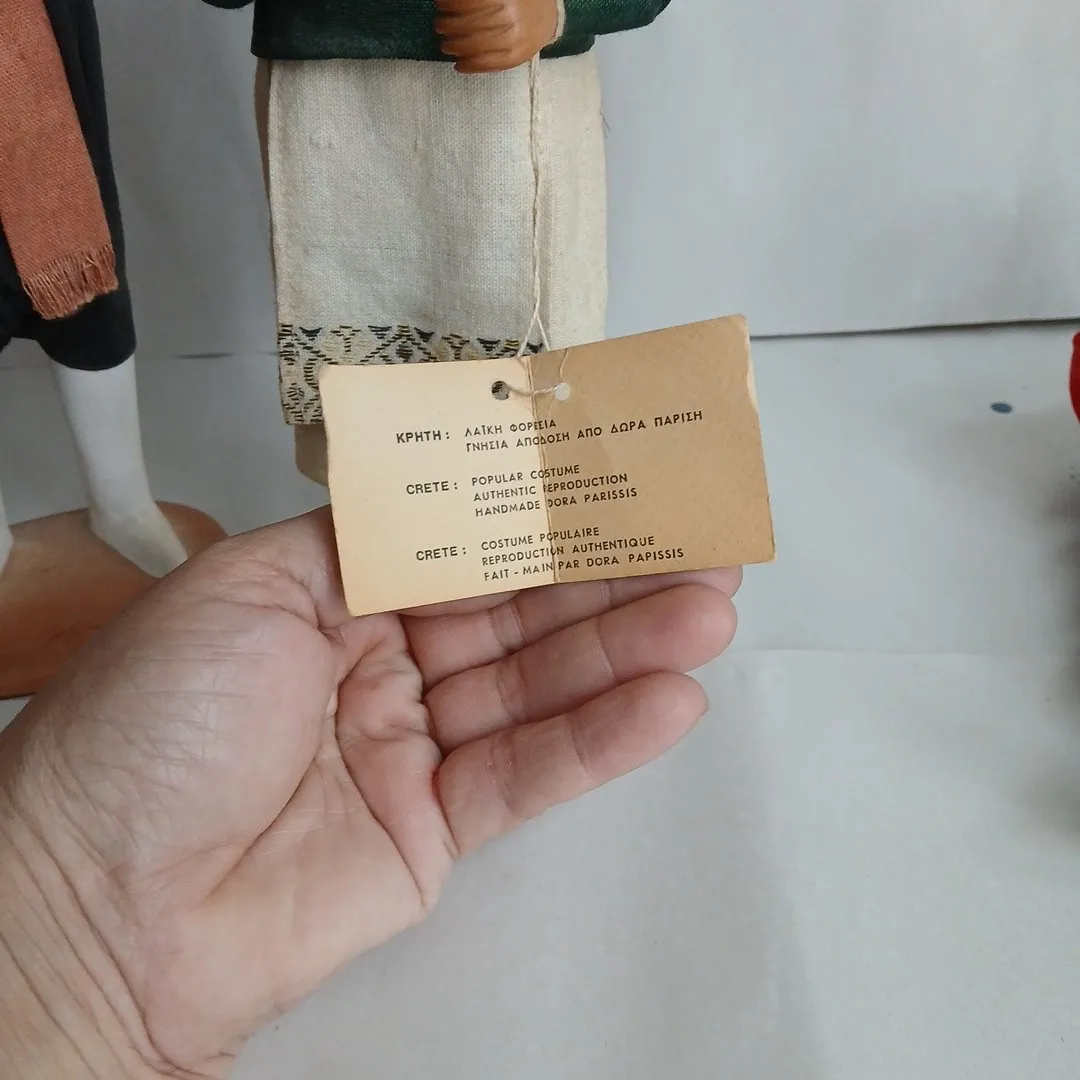 ΚΡΗΤΗ : ΛΑΪΚΗ ΦΟΡΕΣΙΑ
ΓΝΗΣΙΑ ΑΠΟΔΟΣΗ ΑΠΟ ΔΩΡΑ ΠΑΡΙΣΗ
CRETE : POPULAR COSTUME
AUTHENTIC REPRODUCTION
HANDMADE DORA PARISSIS
CRETE : COSTUME POPULAIRE
REPRODUCTION AUTHENTIQUE
FAIT - MAIN PAR DORA PAPISSIS